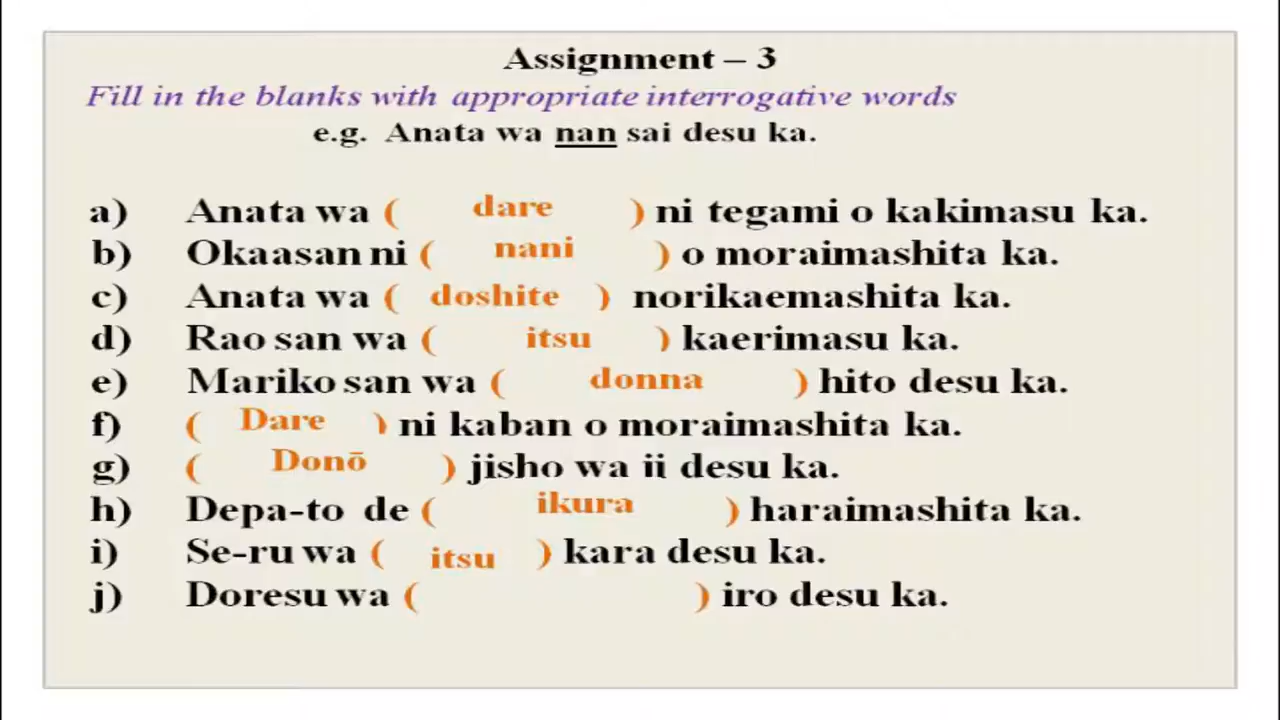 Assignment – 3
Fill in the blanks with appropriate interrogative words
e.g. Anata wa nan sai desu ka.
a) Anata wa ( dare ) ni tegami o kakimasu ka.
b) Okaasan ni ( nani ) o moraimashita ka.
c) Anata wa ( doshite ) norikaemashita ka.
d) Rao san wa ( itsu ) kaerimasu ka.
e) Mariko san wa ( donna ) hito desu ka.
f) ( Dare ) ni kaban o moraimashita ka.
g) ( Donō ) jisho wa ii desu ka.
h) Depa-to de ( ikura ) haraimashita ka.
i) Se-ru wa ( itsu ) kara desu ka.
j) Doresu wa ( ) iro desu ka.